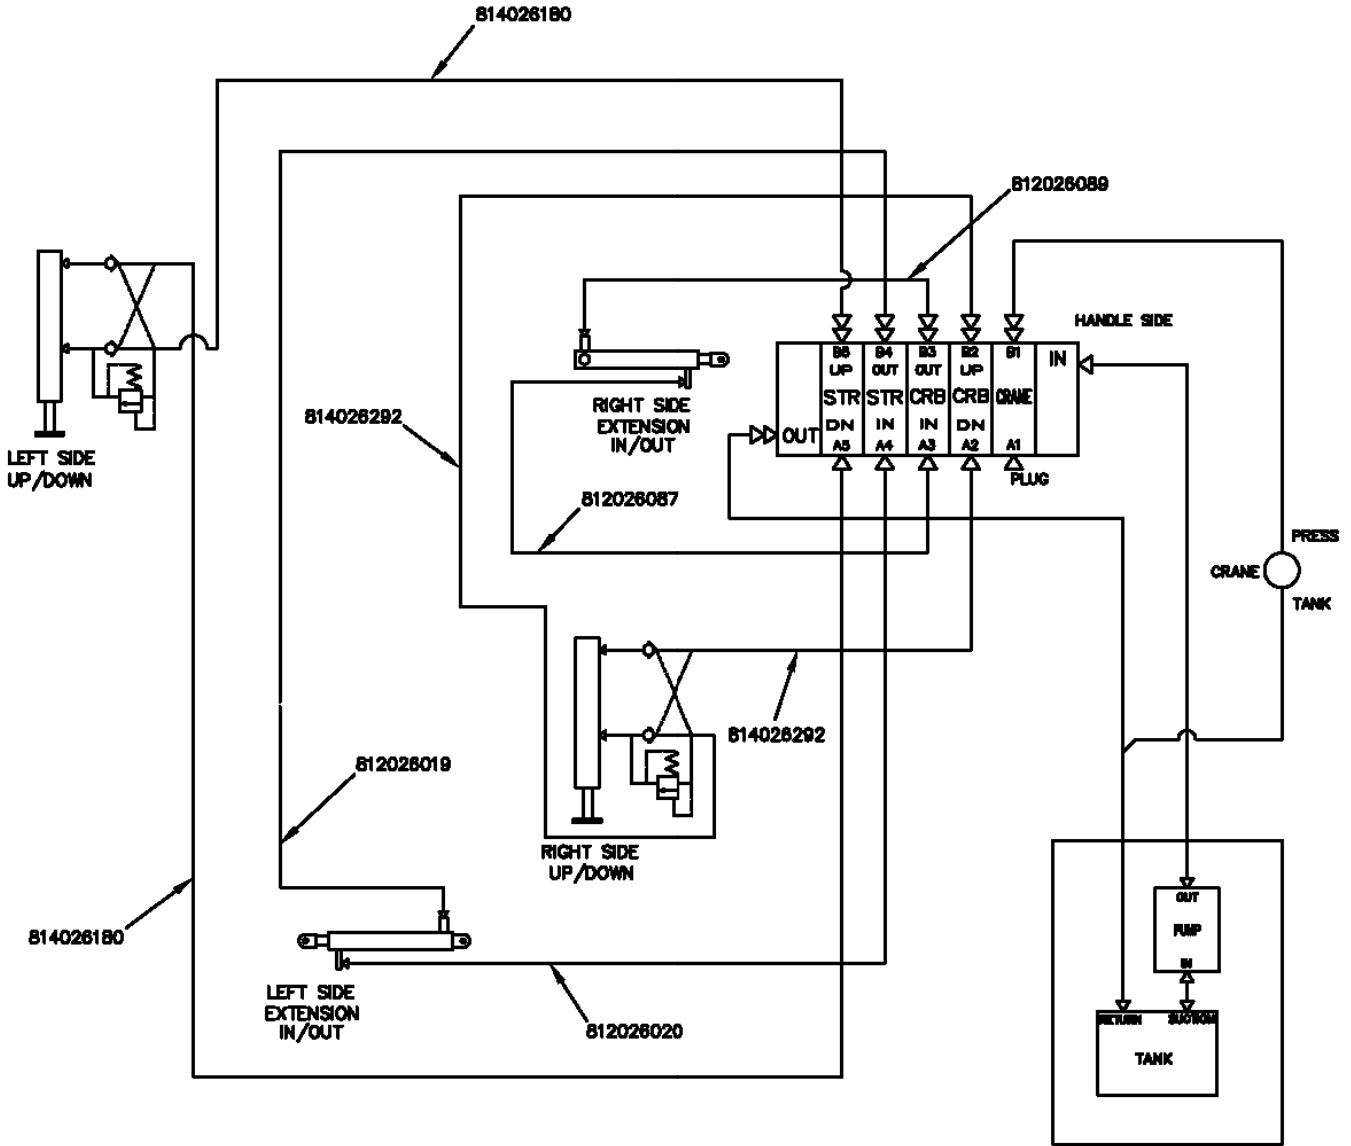 814026180
812026089
HANDLE SIDE
B5 B4 B3 B2 B1 IN
UP OUT OUT UP
STR STR CRB CRB CRANE
DN IN IN DN
OUT A5 A4 A3 A2 A1
PLUG
RIGHT SIDE
EXTENSION
IN/OUT
814026292
LEFT SIDE
UP/DOWN
812026087
PRESS
CRANE
TANK
814026292
812026019
RIGHT SIDE
UP/DOWN
OUT
PUMP
IN
814026180
LEFT SIDE
EXTENSION
IN/OUT
812026020
RETURN SUCTION
TANK